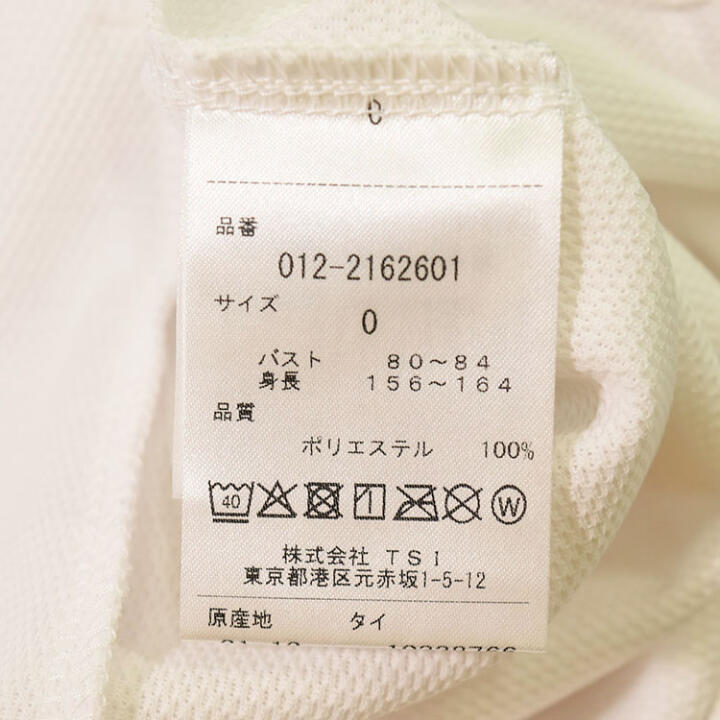 0
品番
012-2162601
サイズ
0
バスト 80～84
身長 156～164
品質
ポリエステル 100%
40 W
株式会社 TSI
東京都港区元赤坂1-5-12
原産地 タイ